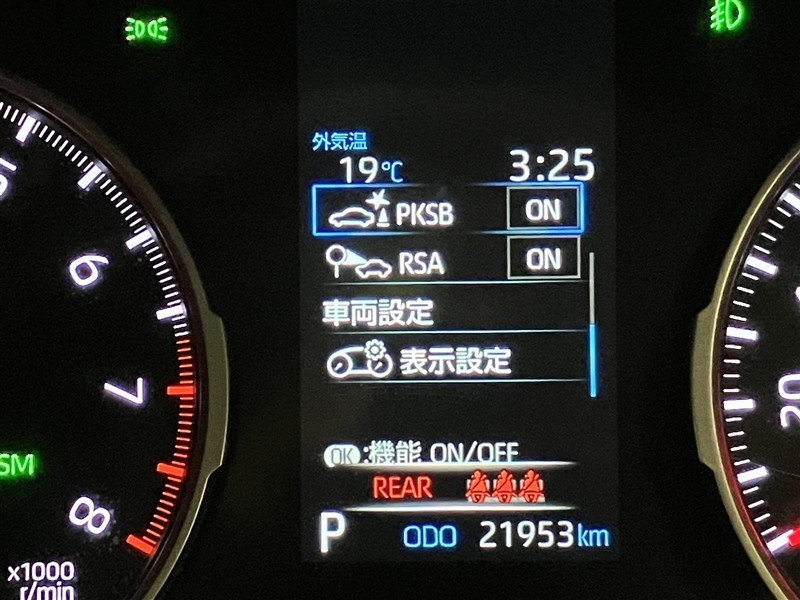 外気温
19℃ 3:25
PKSB ON
RSA ON
車両設定
表示設定
OK:機能 ON/OFF
REAR
P ODO 21953km
5
6
7
8
x1000
r/min
SM
20